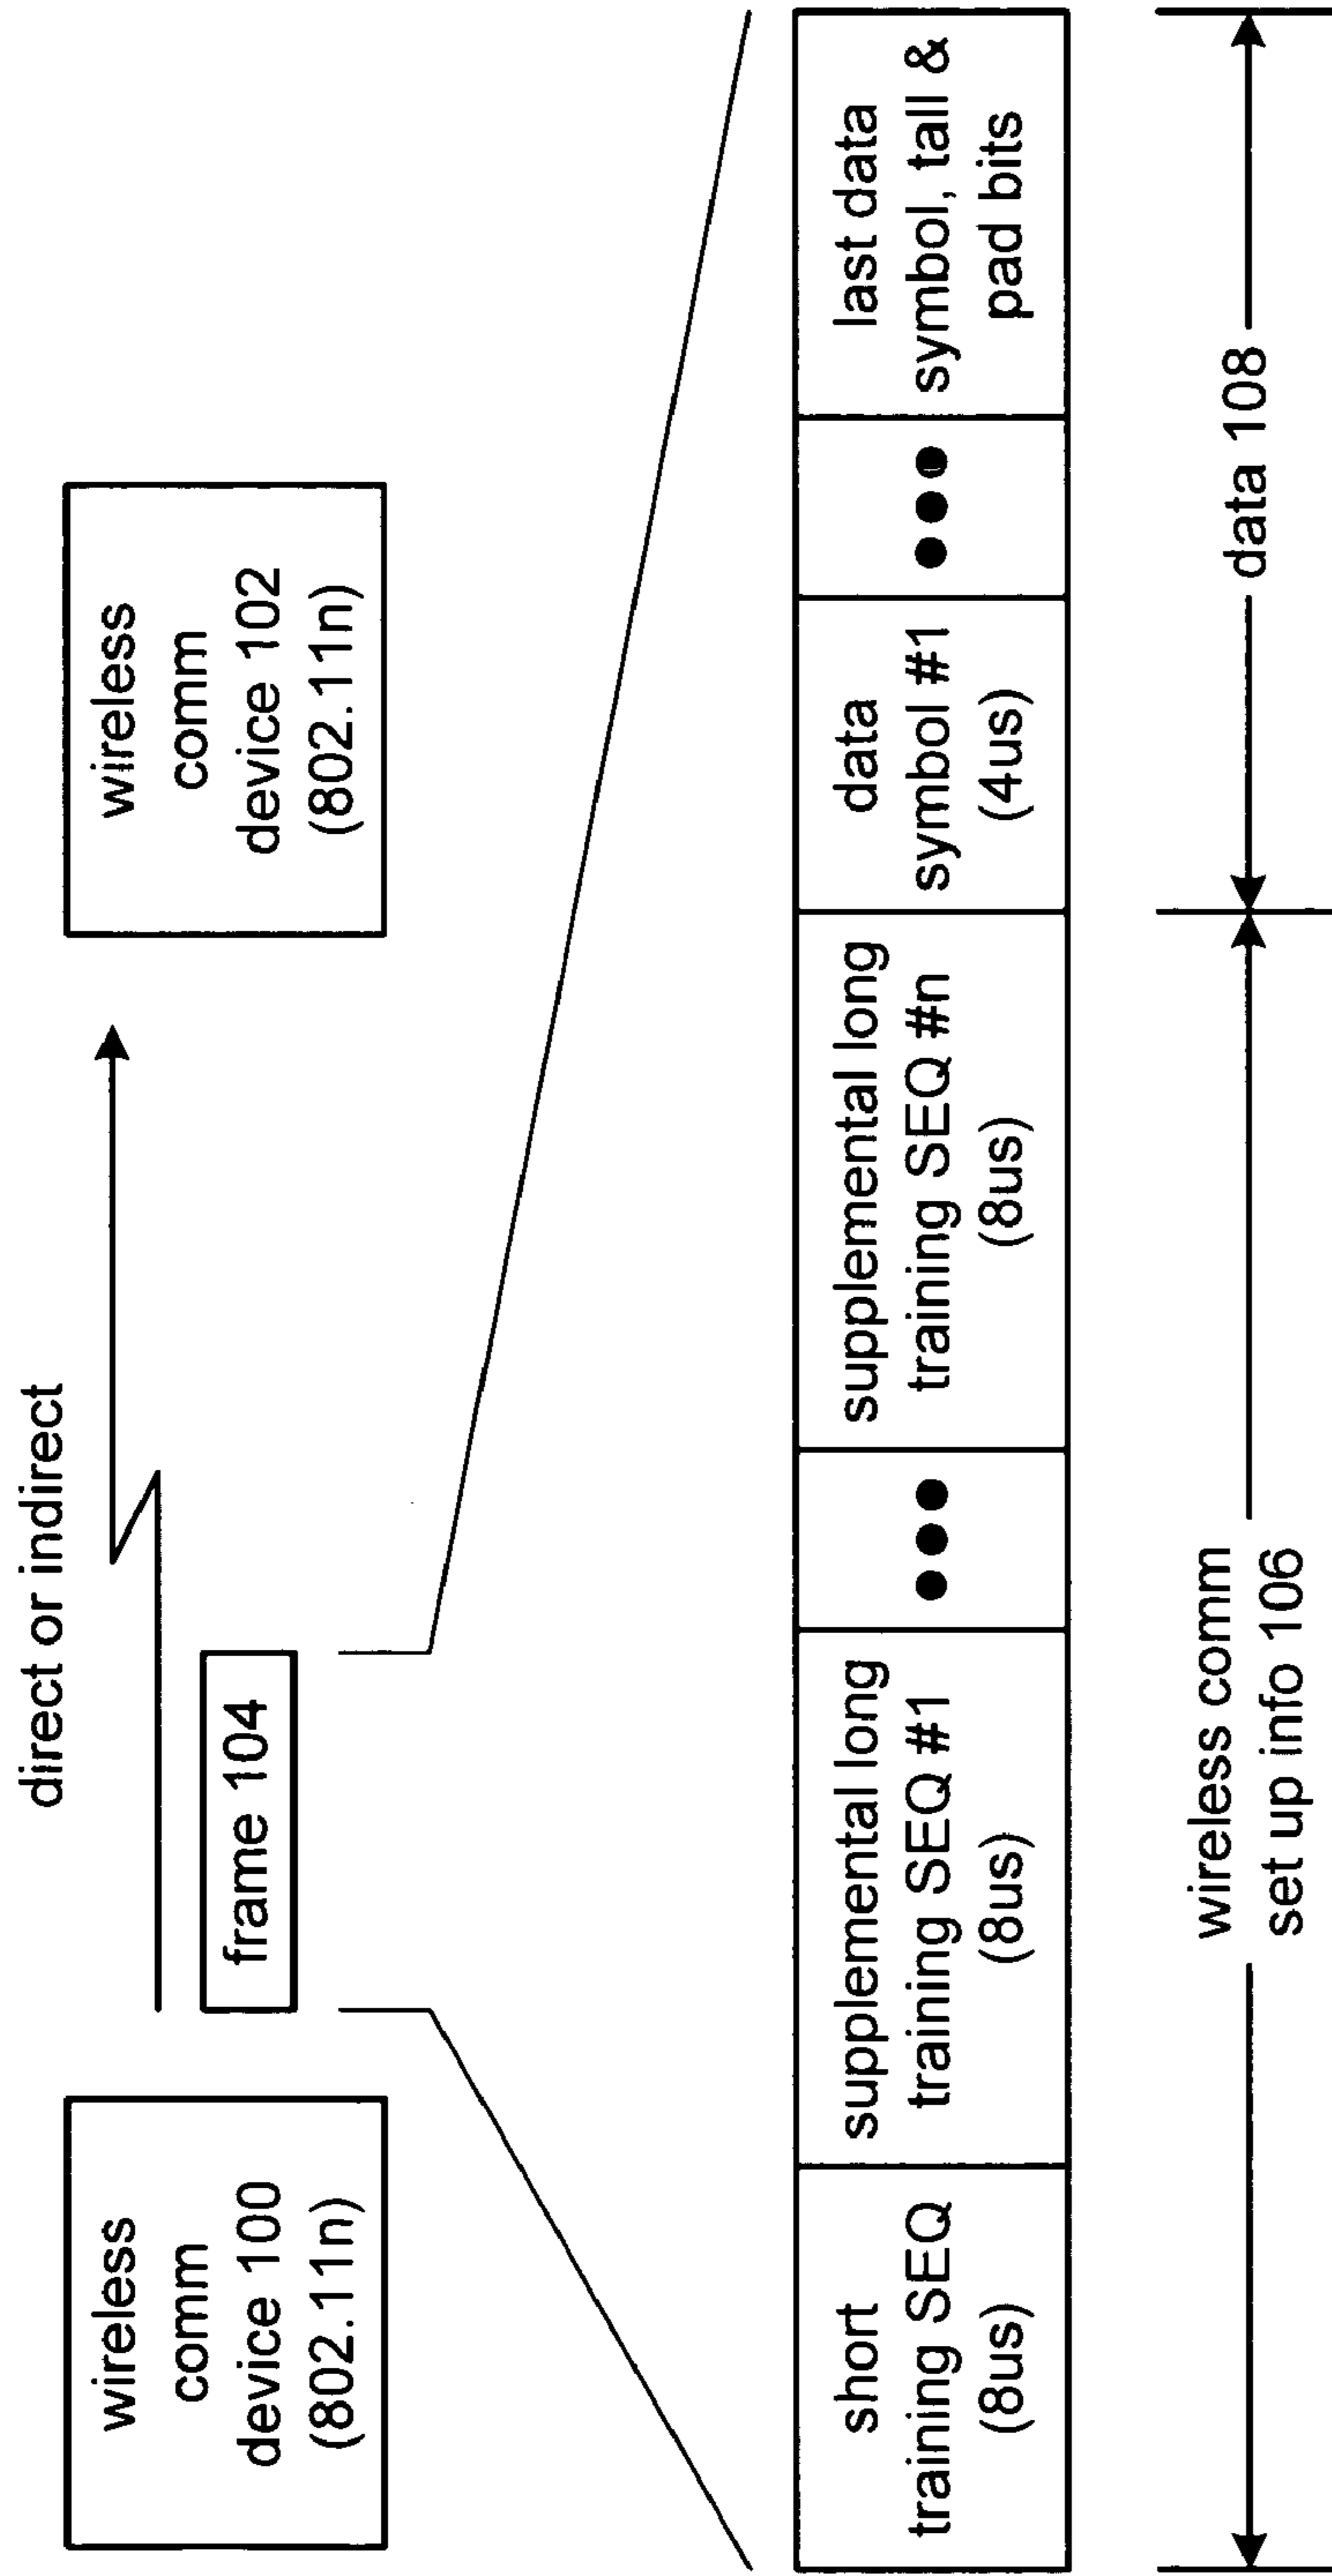 direct or indirect
wireless
comm
device 100
(802.11n)
frame 104
wireless
comm
device 102
(802.11n)
short
training SEQ
(8us)
supplemental long
training SEQ #1
(8us)
supplemental long
training SEQ #n
(8us)
data
symbol #1
(4us)
last data
symbol, tall &
pad bits
wireless comm
set up info 106
data 108